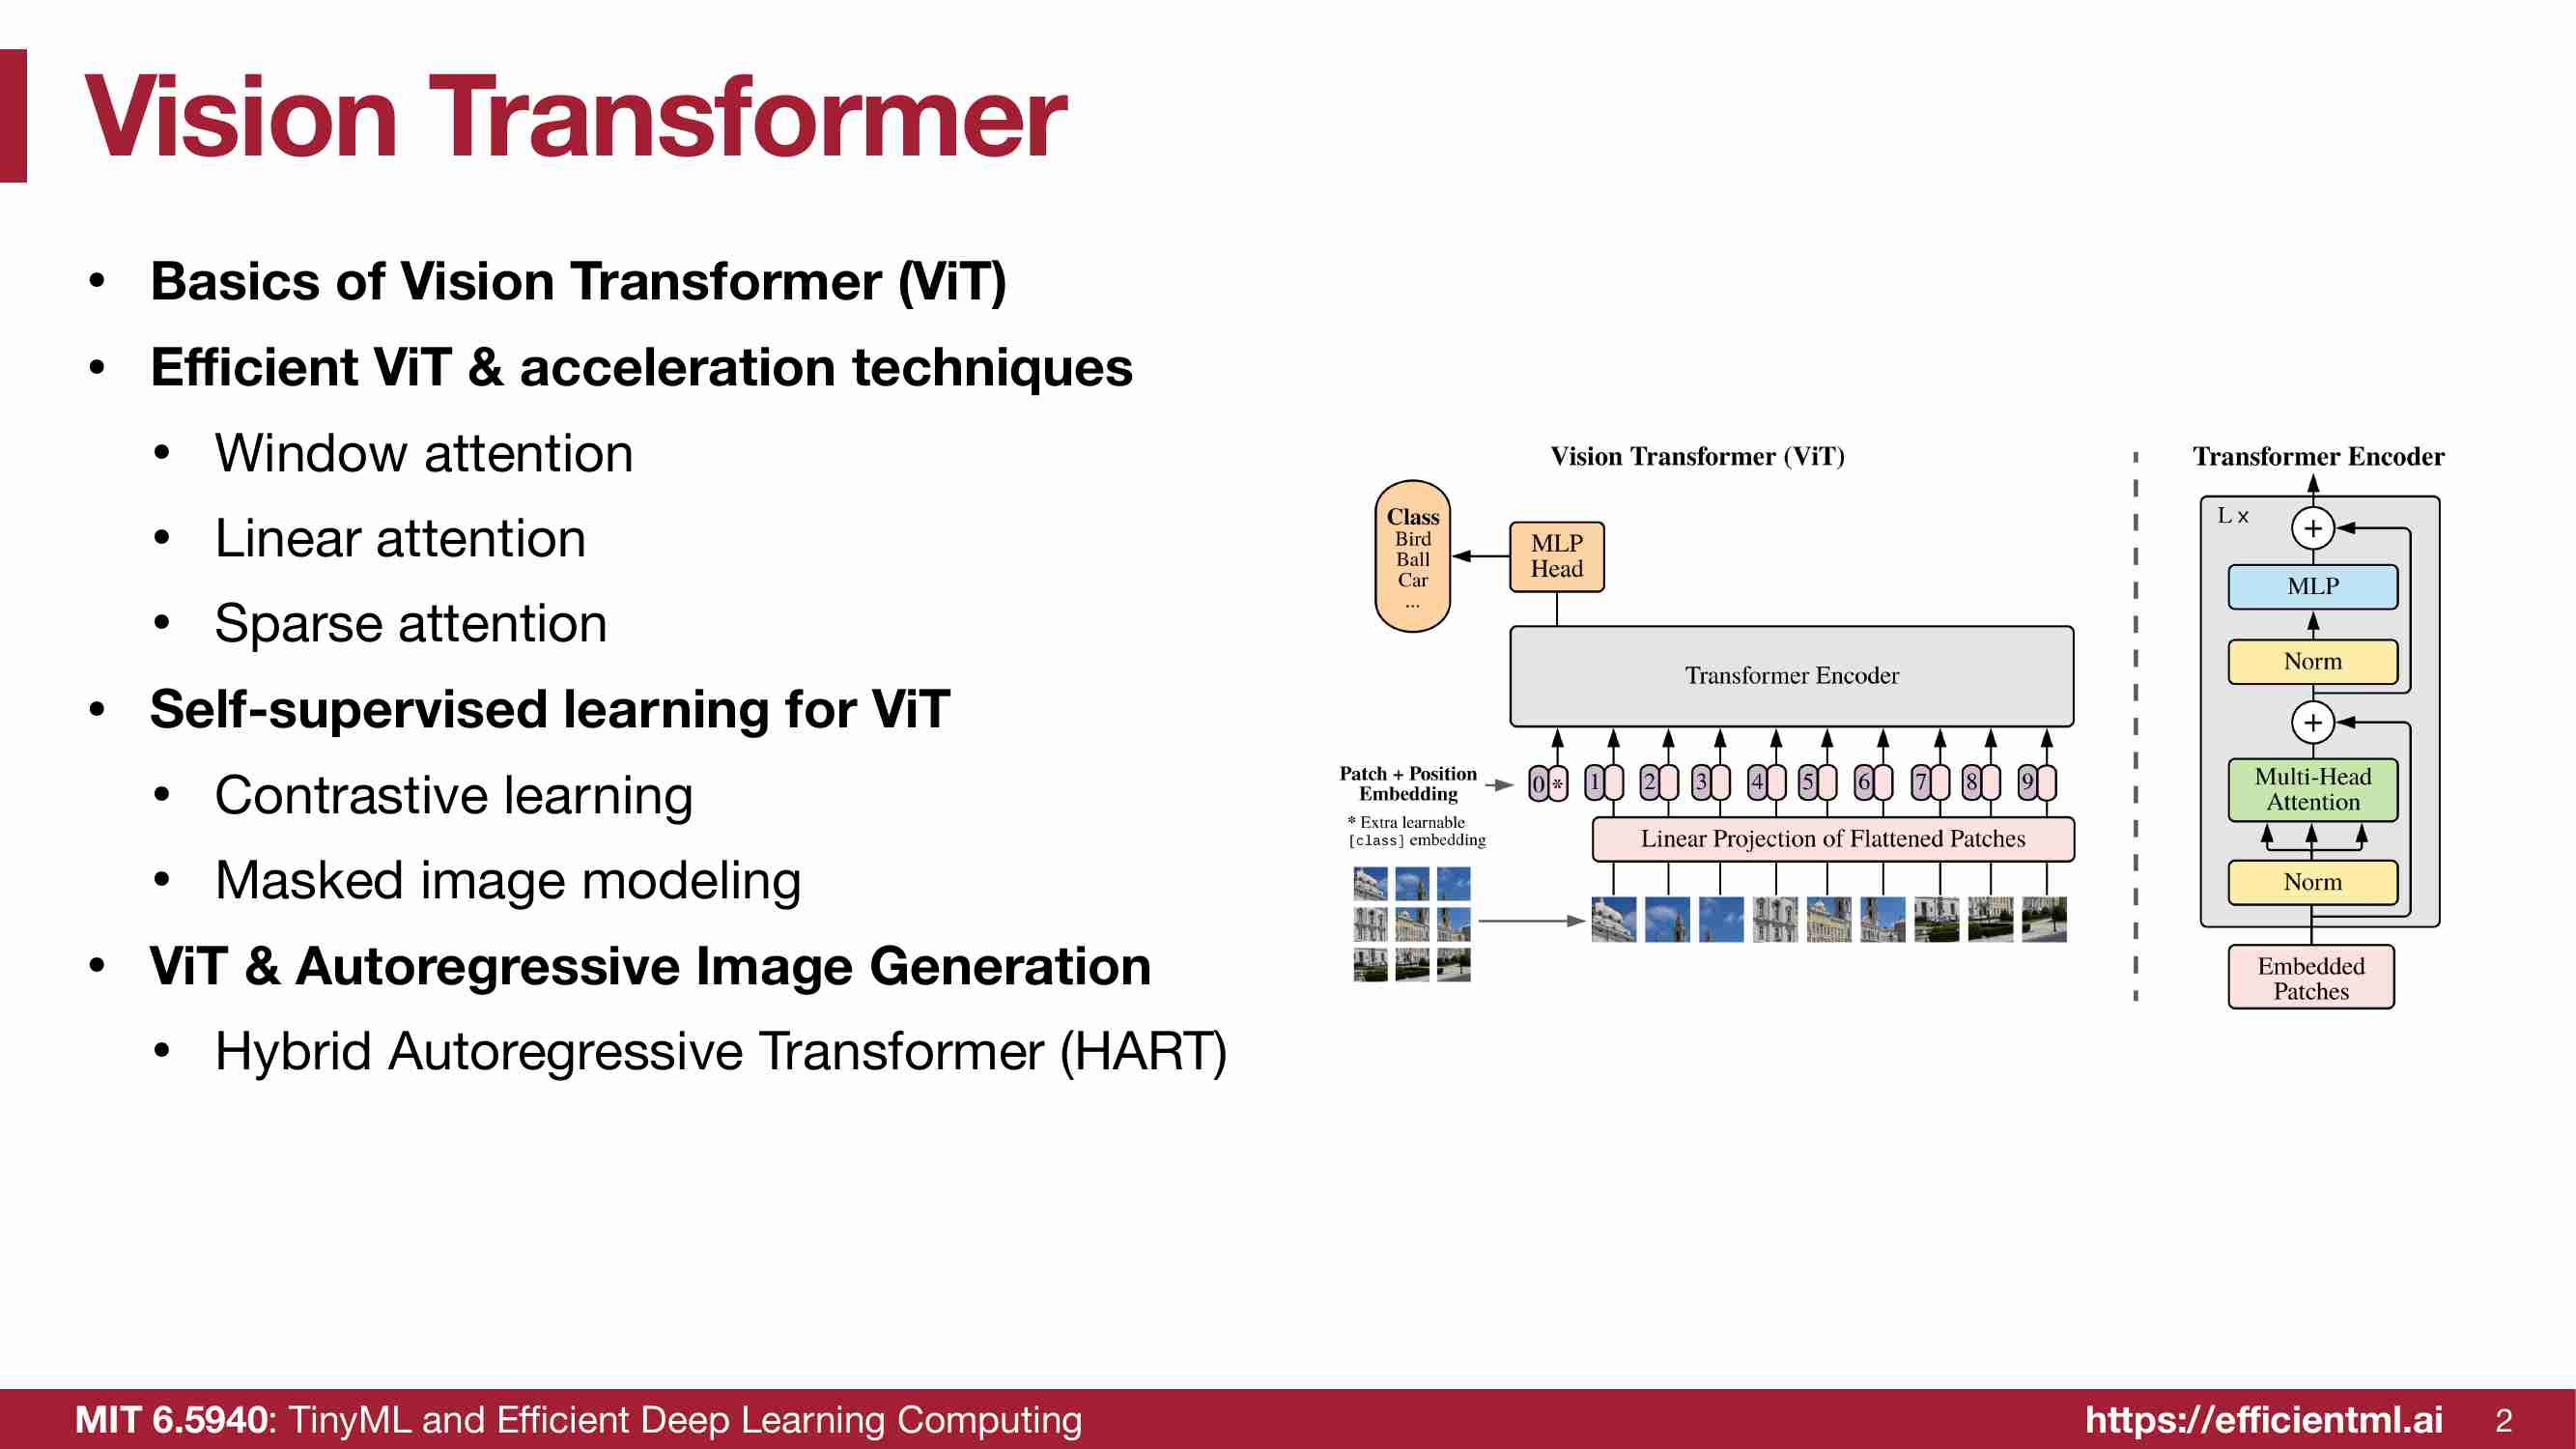 Vision Transformer
• Basics of Vision Transformer (ViT)
• Efficient ViT & acceleration techniques
• Window attention
• Linear attention
• Sparse attention
• Self-supervised learning for ViT
• Contrastive learning
• Masked image modeling
• ViT & Autoregressive Image Generation
• Hybrid Autoregressive Transformer (HART)
Vision Transformer (ViT)
Class
Bird
Ball
Car
...
MLP
Head
Transformer Encoder
Patch + Position
Embedding
0 * 1 2 3 4 5 6 7 8 9
* Extra learnable
[class] embedding
Linear Projection of Flattened Patches
Transformer Encoder
L x
+
MLP
Norm
+
Multi-Head
Attention
Norm
Embedded
Patches
MIT 6.5940: TinyML and Efficient Deep Learning Computing
https://efficientml.ai
2